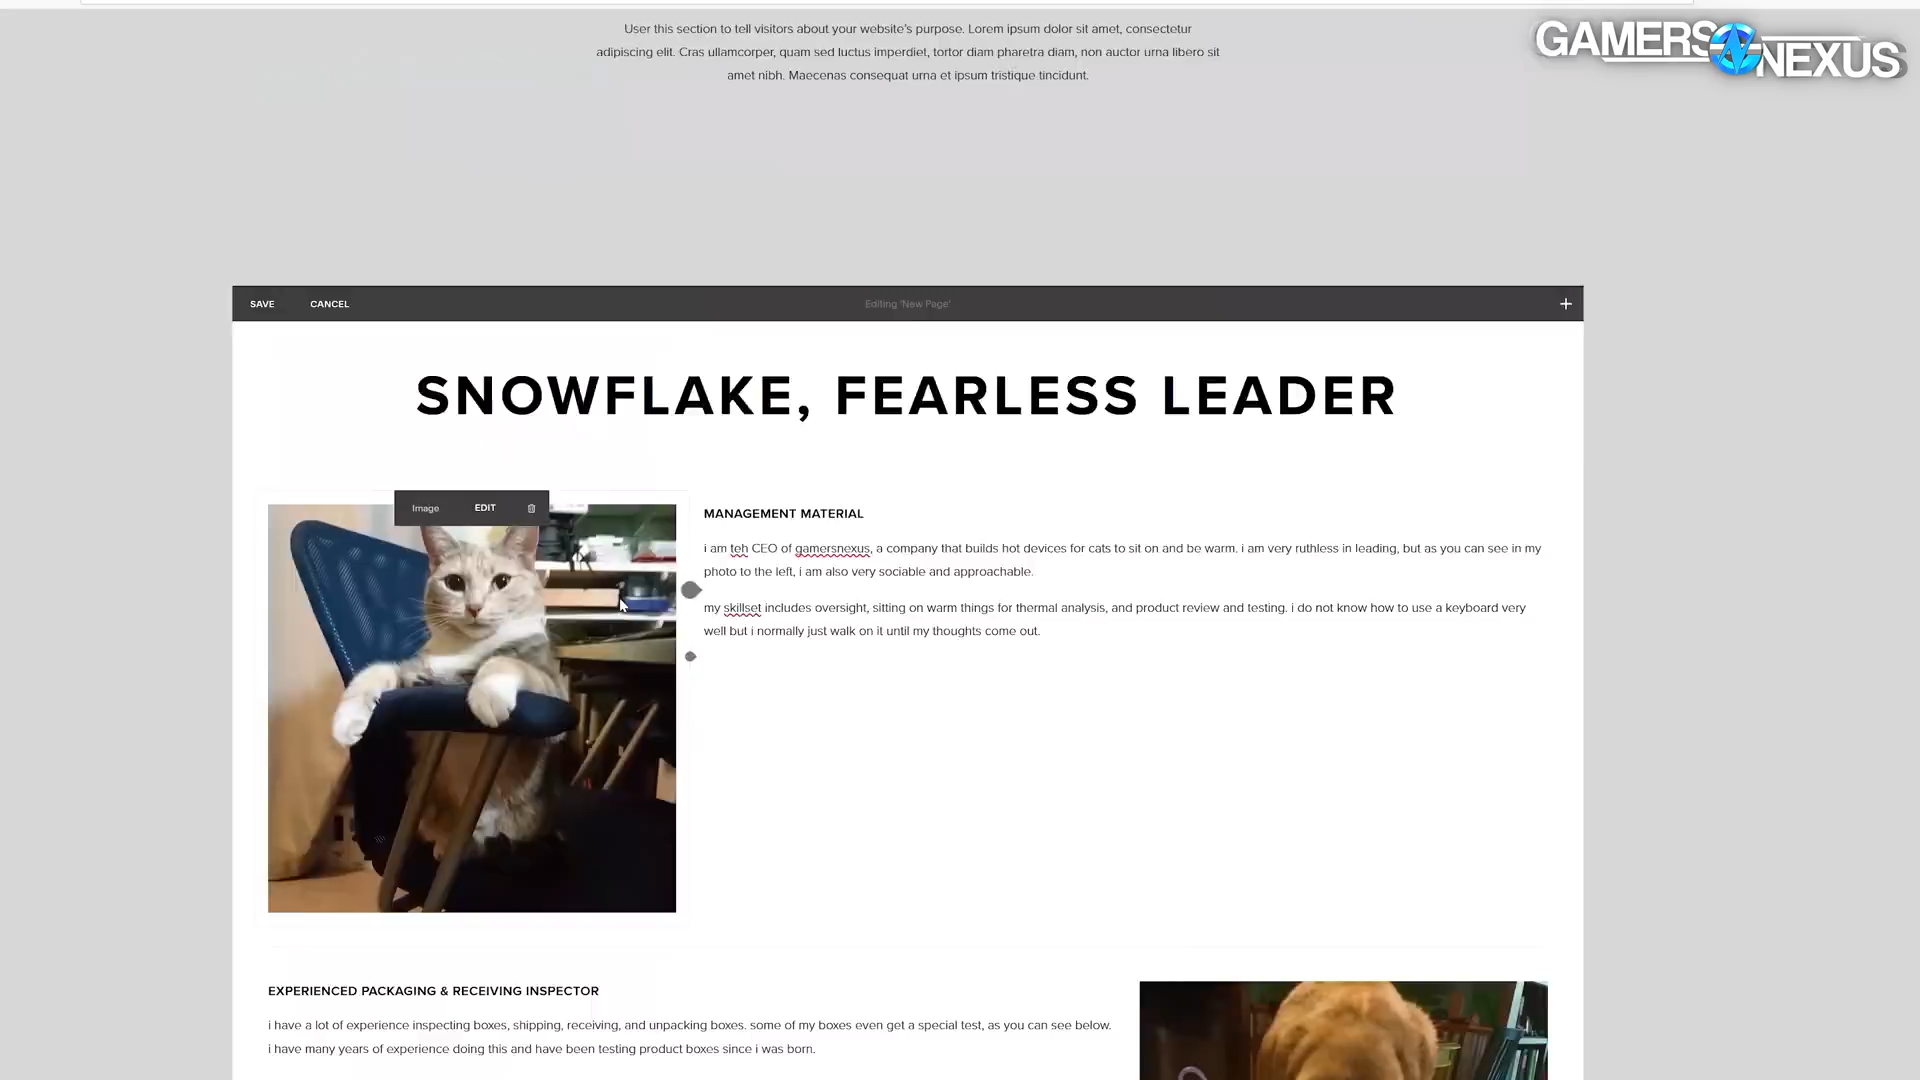 User this section to tell visitors about your website's purpose. Lorem ipsum dolor sit amet, consectetur
adipiscing elit. Cras ullamcorper, quam sed luctus imperdiet, tortor diam pharetra diam, non auctor urna libero sit
amet nibh. Maecenas consequat urna et ipsum tristique tincidunt.
GAMERS NEXUS
SAVE CANCEL Editing 'New Page' +
SNOWFLAKE, FEARLESS LEADER
Image EDIT
MANAGEMENT MATERIAL
i am teh CEO of gamersnexus, a company that builds hot devices for cats to sit on and be warm. i am very ruthless in leading, but as you can see in my
photo to the left, i am also very sociable and approachable.
my skillset includes oversight, sitting on warm things for thermal analysis, and product review and testing. i do not know how to use a keyboard very
well but i normally just walk on it until my thoughts come out.
EXPERIENCED PACKAGING & RECEIVING INSPECTOR
i have a lot of experience inspecting boxes, shipping, receiving, and unpacking boxes. some of my boxes even get a special test, as you can see below.
i have many years of experience doing this and have been testing product boxes since i was born.